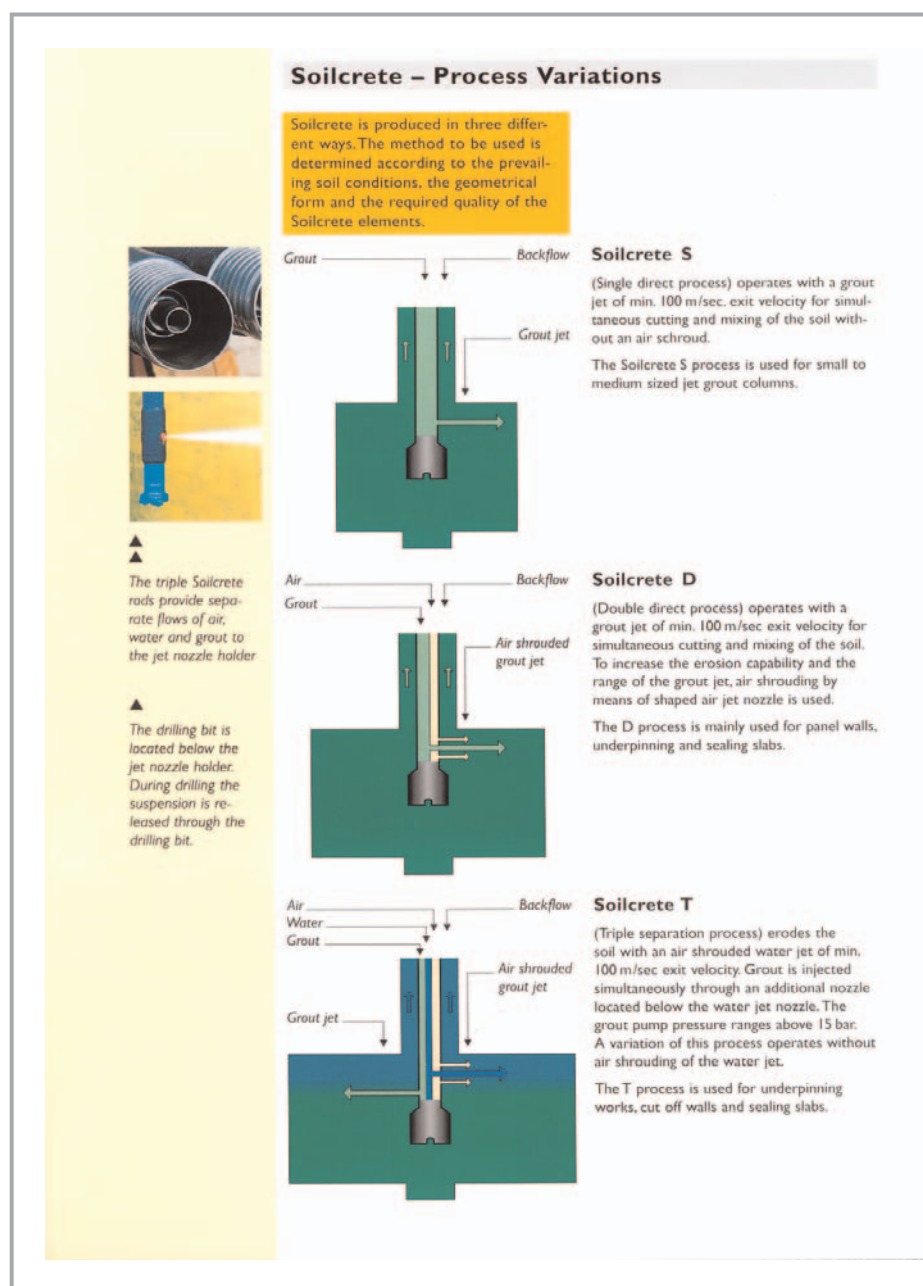 Soilcrete – Process Variations
Soilcrete is produced in three differ-
ent ways. The method to be used is
determined according to the prevail-
ing soil conditions, the geometrical
form and the required quality of the
Soilcrete elements.
Grout
Backflow
Grout jet
Soilcrete S
(Single direct process) operates with a grout
jet of min. 100 m/sec. exit velocity for simul-
taneous cutting and mixing of the soil with-
out an air schroud.
The Soilcrete S process is used for small to
medium sized jet grout columns.
The triple Soilcrete
rods provide sepa-
rate flows of air,
water and grout to
the jet nozzle holder
The drilling bit is
located below the
jet nozzle holder.
During drilling the
suspension is re-
leased through the
drilling bit.
Air
Grout
Backflow
Air shrouded
grout jet
Soilcrete D
(Double direct process) operates with a
grout jet of min. 100 m/sec exit velocity for
simultaneous cutting and mixing of the soil.
To increase the erosion capability and the
range of the grout jet, air shrouding by
means of shaped air jet nozzle is used.
The D process is mainly used for panel walls,
underpinning and sealing slabs.
Air
Water
Grout
Backflow
Air shrouded
grout jet
Grout jet
Soilcrete T
(Triple separation process) erodes the
soil with an air shrouded water jet of min.
100 m/sec exit velocity. Grout is injected
simultaneously through an additional nozzle
located below the water jet nozzle. The
grout pump pressure ranges above 15 bar.
A variation of this process operates without
air shrouding of the water jet.
The T process is used for underpinning
works, cut off walls and sealing slabs.